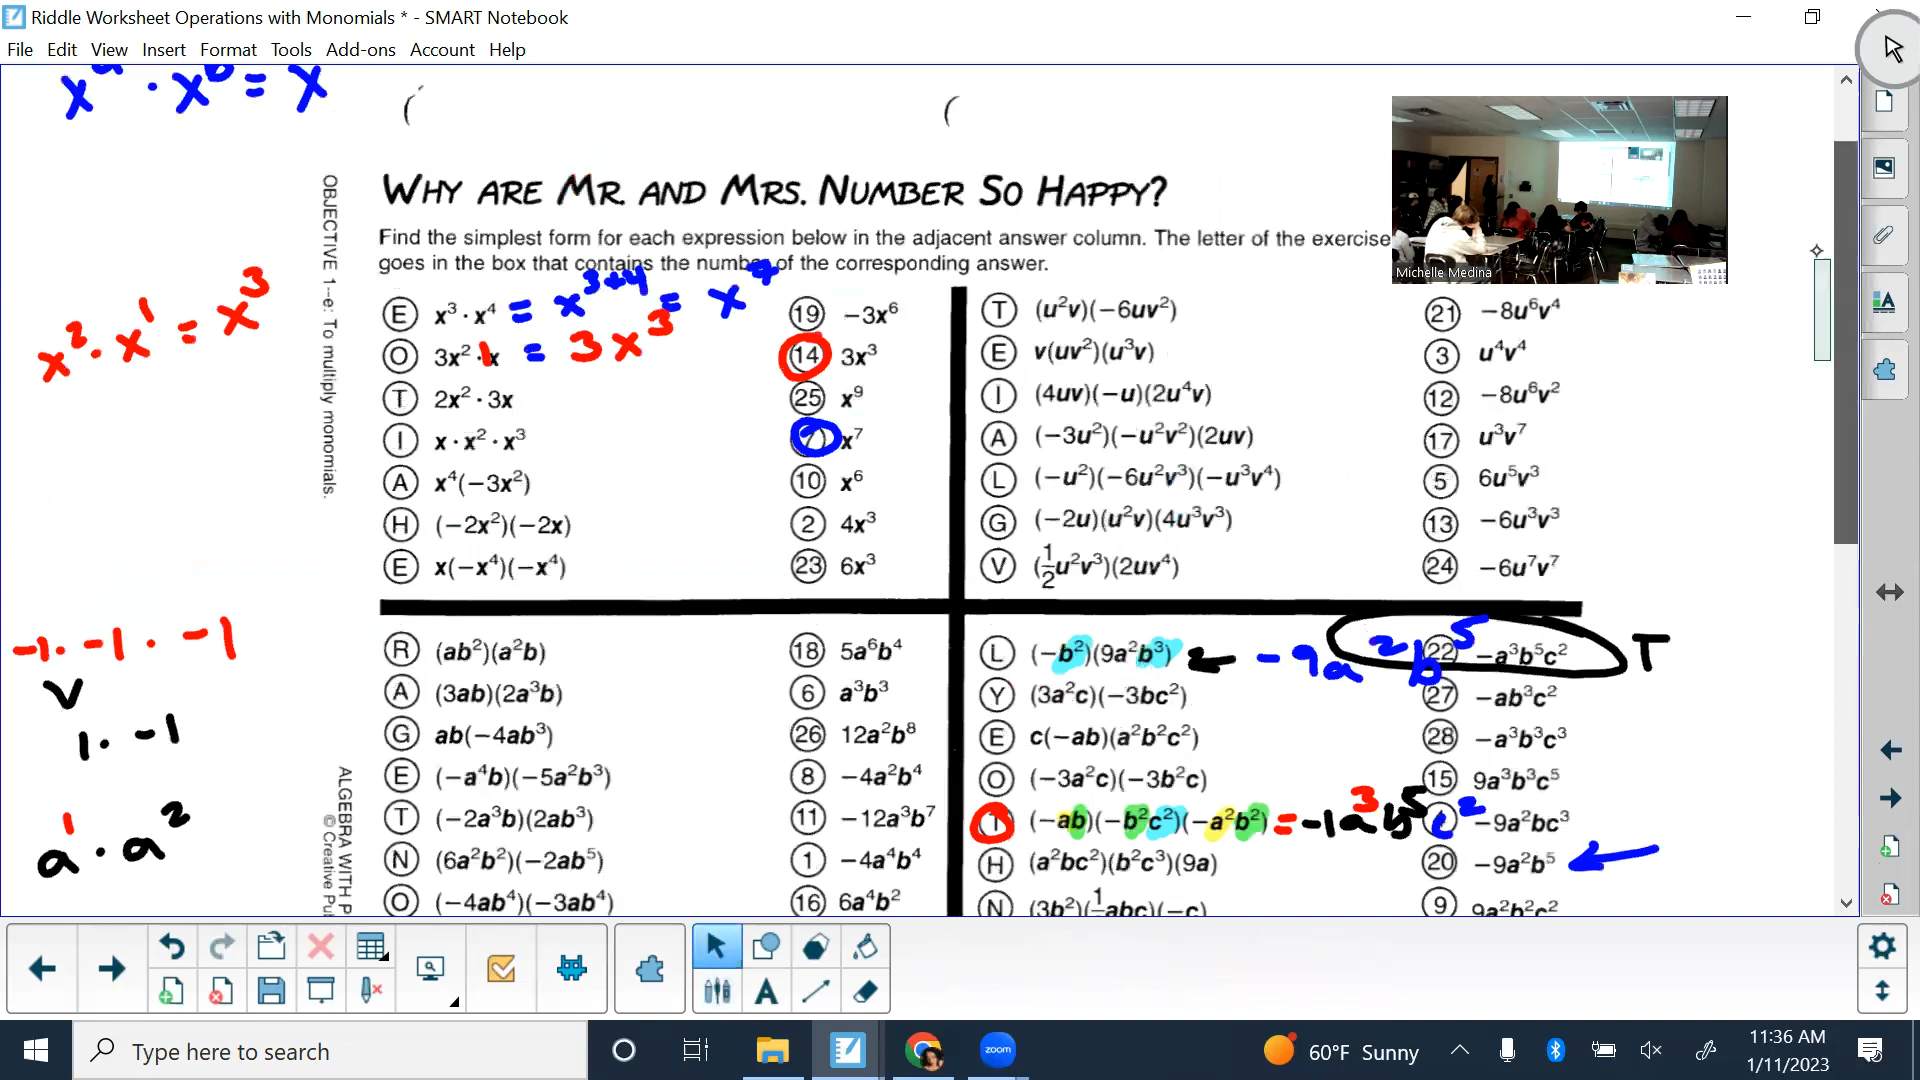 Riddle Worksheet Operations with Monomials * - SMART Notebook
File Edit View Insert Format Tools Add-ons Account Help
xᵃ · xᵇ = x
( (
WHY ARE MR. AND MRS. NUMBER SO HAPPY?
OBJECTIVE 1–e: To multiply monomials.
Find the simplest form for each expression below in the adjacent answer column. The letter of the exercise
goes in the box that contains the number of the corresponding answer.
Michelle Medina
x² · x¹ = x³
E x³ · x⁴ = x³⁺⁴ = x⁷
O 3x² · x = 3x³
1
T 2x² · 3x
I x · x² · x³
A x⁴(−3x²)
H (−2x²)(−2x)
E x(−x⁴)(−x⁴)
19 −3x⁶
14 3x³
25 x⁹
7 x⁷
10 x⁶
2 4x³
23 6x³
T (u²v)(−6uv²)
E v(uv²)(u³v)
I (4uv)(−u)(2u⁴v)
A (−3u²)(−u²v²)(2uv)
L (−u²)(−6u²v³)(−u³v⁴)
G (−2u)(u²v)(4u³v³)
V (½u²v³)(2uv⁴)
21 −8u⁶v⁴
3 u⁴v⁴
12 −8u⁶v²
17 u³v⁷
5 6u⁵v³
13 −6u³v³
24 −6u⁷v⁷
-1 · -1 · -1
V
1 · -1
a¹ · a²
R (ab²)(a²b)
A (3ab)(2a³b)
G ab(−4ab³)
E (−a⁴b)(−5a²b³)
T (−2a³b)(2ab³)
N (6a²b²)(−2ab⁵)
O (−4ab⁴)(−3ab⁴)
18 5a⁶b⁴
6 a³b³
26 12a²b⁸
8 −4a²b⁴
11 −12a³b⁷
1 −4a⁴b⁴
16 6a⁴b²
L (−b²)(9a²b³) -9a²b⁵
Y (3a²c)(−3bc²)
E c(−ab)(a²b²c²)
O (−3a²c)(−3b²c)
T (−ab)(−b²c²)(−a²b²) = -1a³b⁵c²
H (a²bc²)(b²c³)(9a)
N (3b²)(
abc)(−c)
22 −a³b⁵c² T
27 −ab³c²
28 −a³b³c³
15 9a³b³c⁵
−9a²bc³
20 −9a²b⁵
9 9a²b²c²
ALGEBRA WITH P
© Creative Put
Type here to search
zoom
60°F Sunny
11:36 AM
1/11/2023